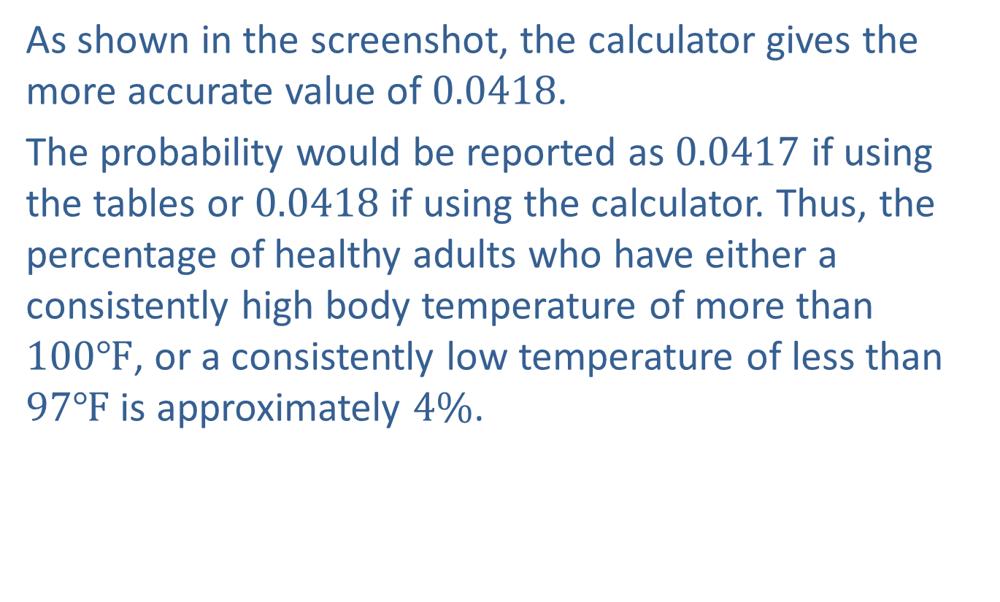 As shown in the screenshot, the calculator gives the
more accurate value of 0.0418.
The probability would be reported as 0.0417 if using
the tables or 0.0418 if using the calculator. Thus, the
percentage of healthy adults who have either a
consistently high body temperature of more than
100°F, or a consistently low temperature of less than
97°F is approximately 4%.